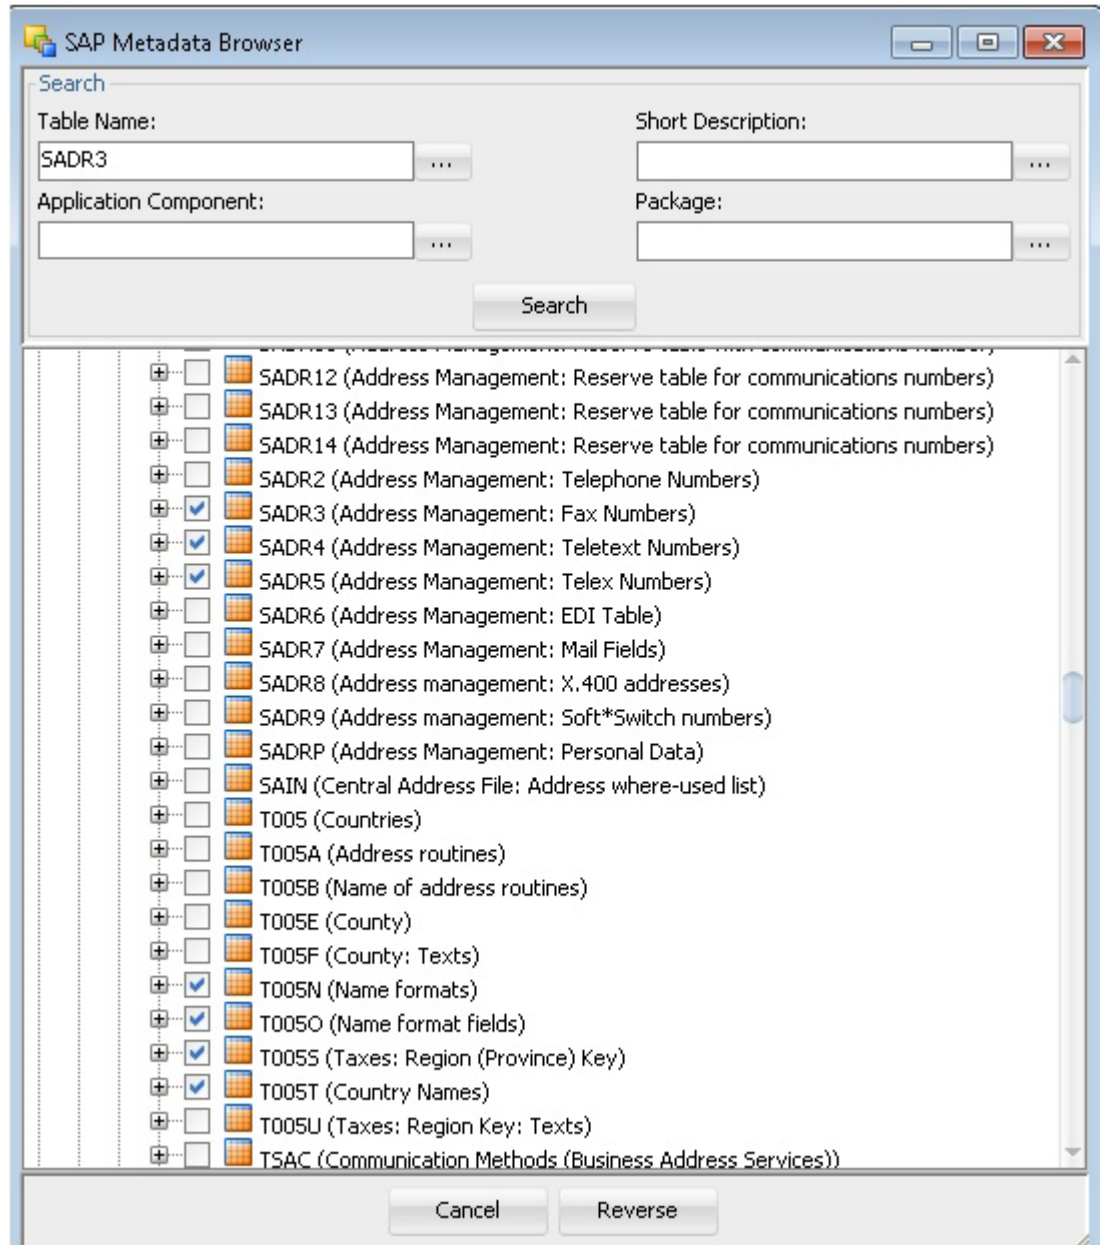 SAP Metadata Browser
Search
Table Name:
Short Description:
SADR3
...
...
Application Component:
Package:
...
...
Search
SADR12 (Address Management: Reserve table for communications numbers)
SADR13 (Address Management: Reserve table for communications numbers)
SADR14 (Address Management: Reserve table for communications numbers)
SADR2 (Address Management: Telephone Numbers)
SADR3 (Address Management: Fax Numbers)
SADR4 (Address Management: Teletext Numbers)
SADR5 (Address Management: Telex Numbers)
SADR6 (Address Management: EDI Table)
SADR7 (Address Management: Mail Fields)
SADR8 (Address management: X.400 addresses)
SADR9 (Address management: Soft*Switch numbers)
SADRP (Address Management: Personal Data)
SAIN (Central Address File: Address where-used list)
T005 (Countries)
T005A (Address routines)
T005B (Name of address routines)
T005E (County)
T005F (County: Texts)
T005N (Name formats)
T005O (Name format fields)
T005S (Taxes: Region (Province) Key)
T005T (Country Names)
T005U (Taxes: Region Key: Texts)
TSAC (Communication Methods (Business Address Services))
Cancel
Reverse